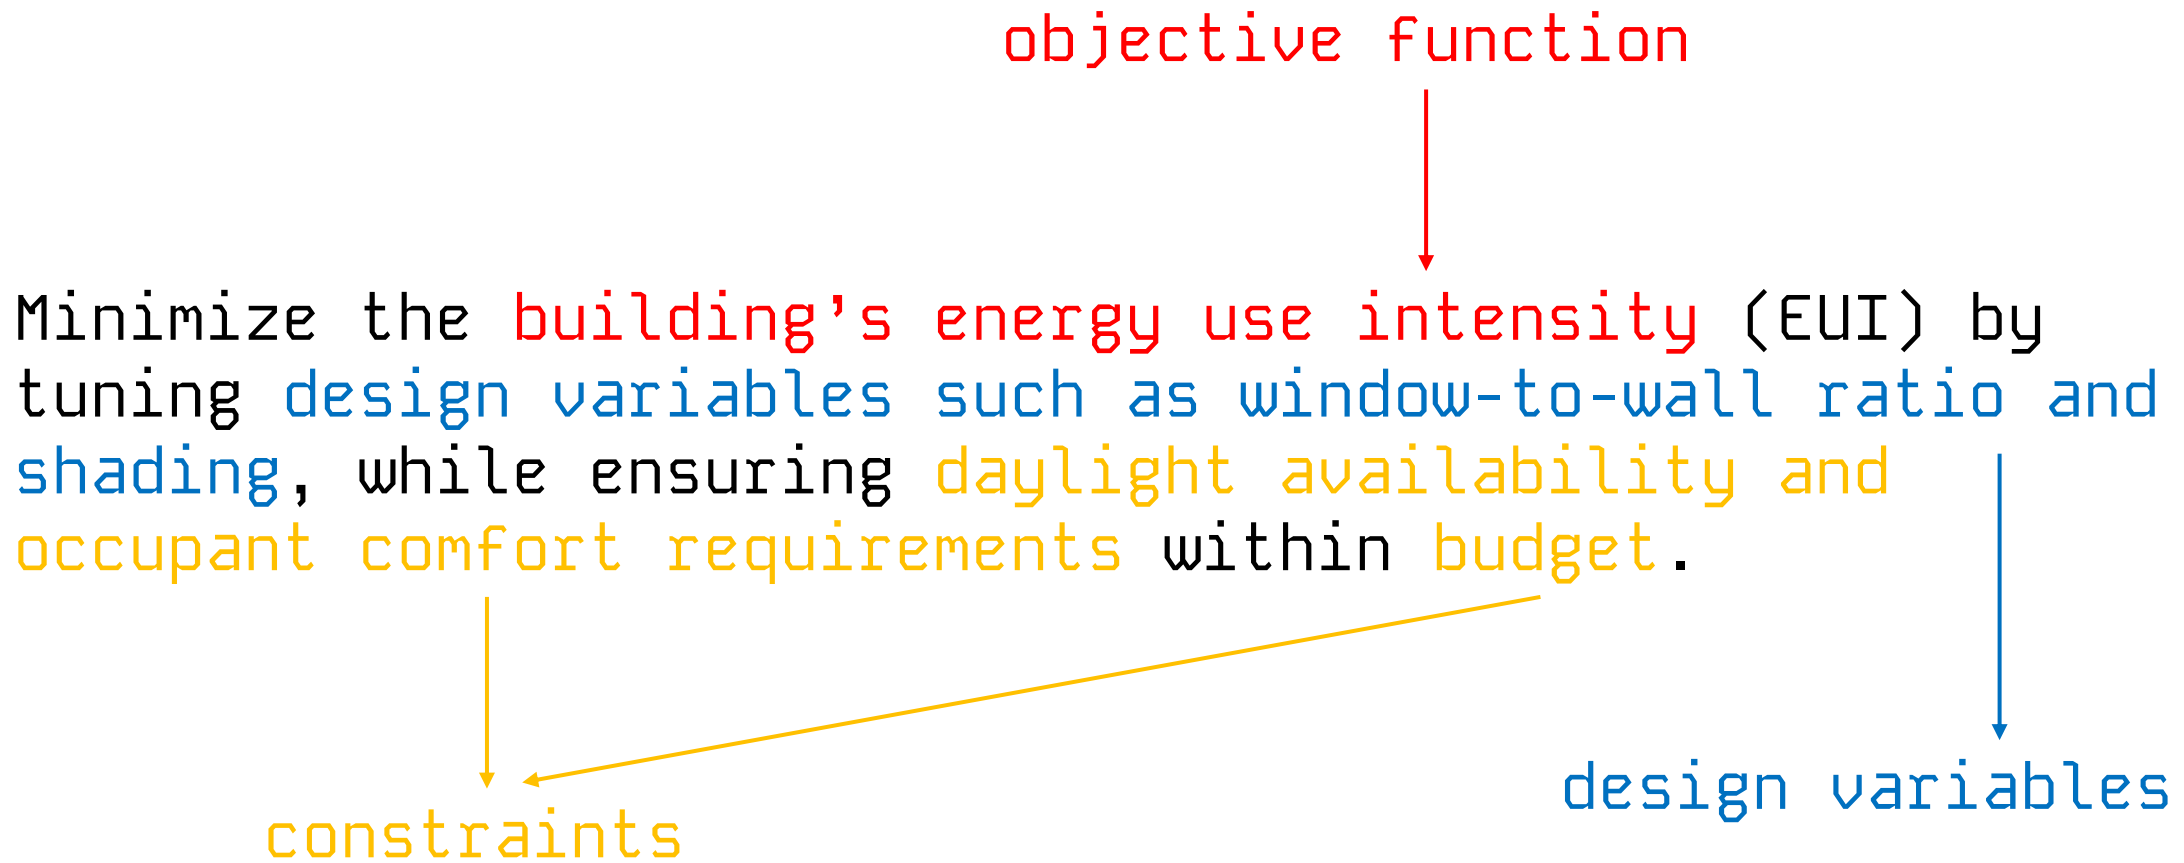 objective function
Minimize the building’s energy use intensity (EUI) by
tuning design variables such as window-to-wall ratio and
shading, while ensuring daylight availability and
occupant comfort requirements within budget.
design variables
constraints